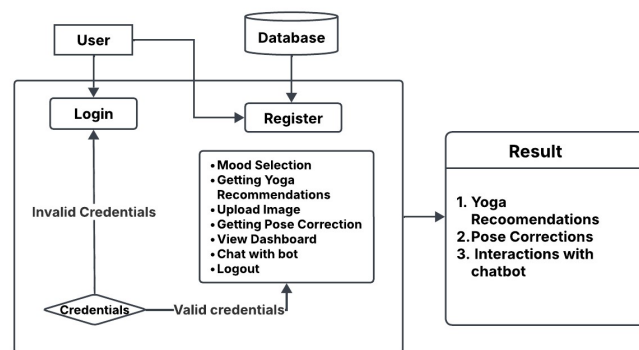 User
Database
Login
Register
• Mood Selection
• Getting Yoga
Recommendations
• Upload Image
• Getting Pose Correction
• View Dashboard
• Chat with bot
• Logout
Invalid Credentials
Credentials
Valid credentials
Result
1. Yoga
Recoomendations
2.Pose Corrections
3. Interactions with
chatbot